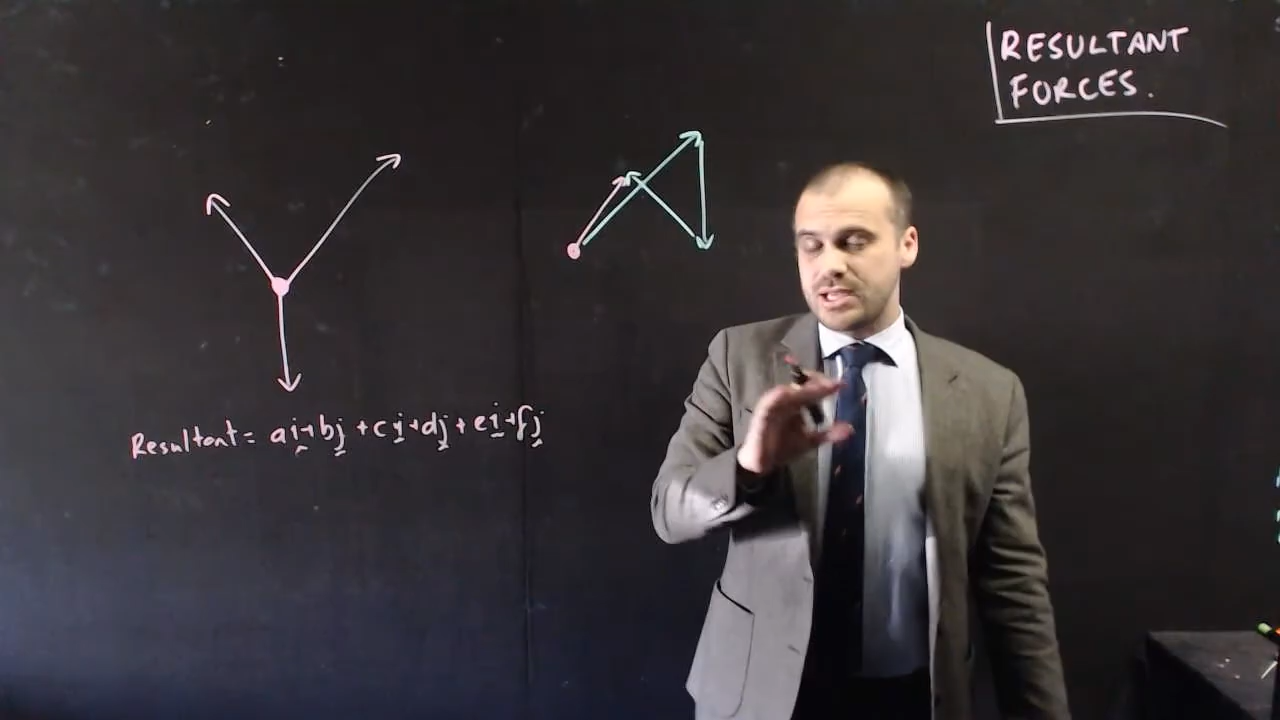 RESULTANT
FORCES.
Resultant = ai+bj +ci+dj + ei+fj